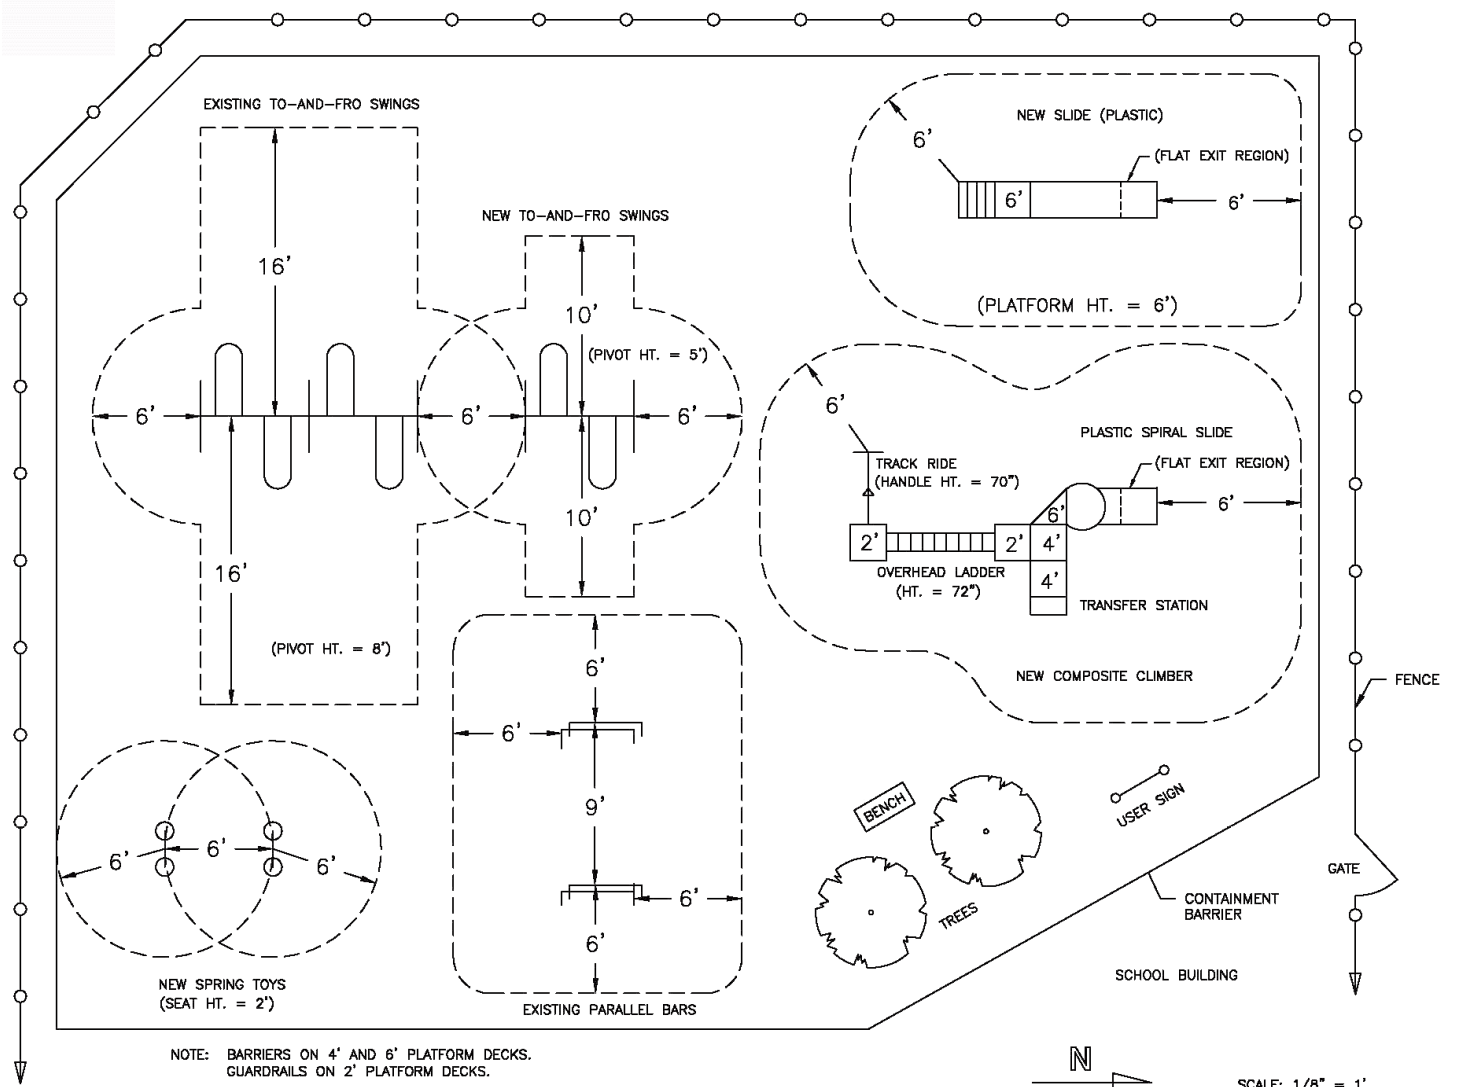 EXISTING TO-AND-FRO SWINGS
16'
6'
16'
(PIVOT HT. = 8')
NEW TO-AND-FRO SWINGS
10'
(PIVOT HT. = 5')
6'
6'
10'
NEW SLIDE (PLASTIC)
6'
(FLAT EXIT REGION)
6'
6'
(PLATFORM HT. = 6')
6'
PLASTIC SPIRAL SLIDE
TRACK RIDE
(HANDLE HT. = 70")
(FLAT EXIT REGION)
6'
6'
2'
2'
4'
OVERHEAD LADDER
(HT. = 72")
4'
TRANSFER STATION
NEW COMPOSITE CLIMBER
FENCE
6'
6'
9'
6'
6'
EXISTING PARALLEL BARS
6'
6'
6'
NEW SPRING TOYS
(SEAT HT. = 2')
BENCH
USER SIGN
TREES
GATE
CONTAINMENT
BARRIER
SCHOOL BUILDING
NOTE: BARRIERS ON 4' AND 6' PLATFORM DECKS.
GUARDRAILS ON 2' PLATFORM DECKS.
N
SCALE: 1/8" = 1'